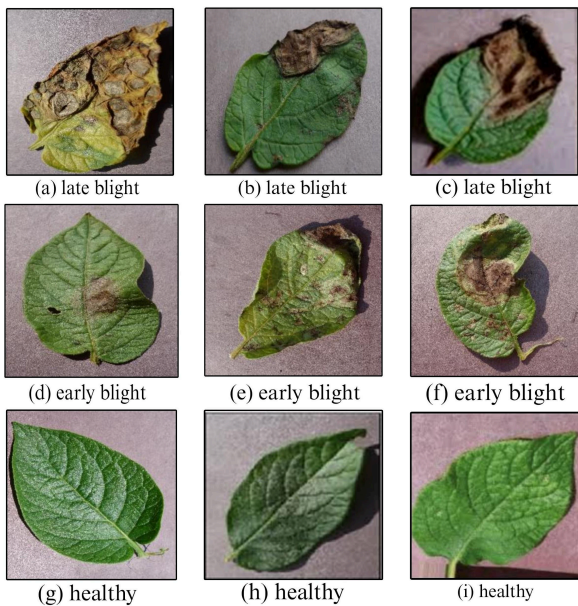 (a) late blight
(b) late blight
(c) late blight
(d) early blight
(e) early blight
(f) early blight
(g) healthy
(h) healthy
(i) healthy